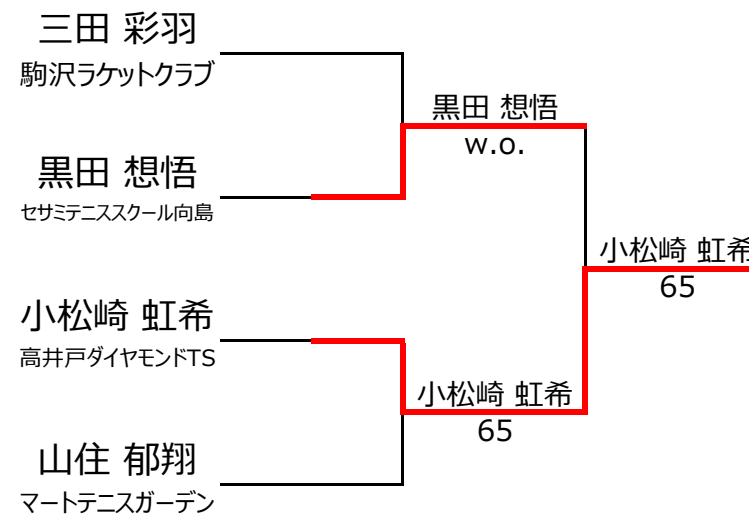 三田 彩羽
駒沢ラケットクラブ
黒田 想悟
w.o.
黒田 想悟
セサミテニススクール向島
小松崎 虹希
65
小松崎 虹希
高井戸ダイヤモンドTS
小松崎 虹希
65
山住 郁翔
マートテニスガーデン